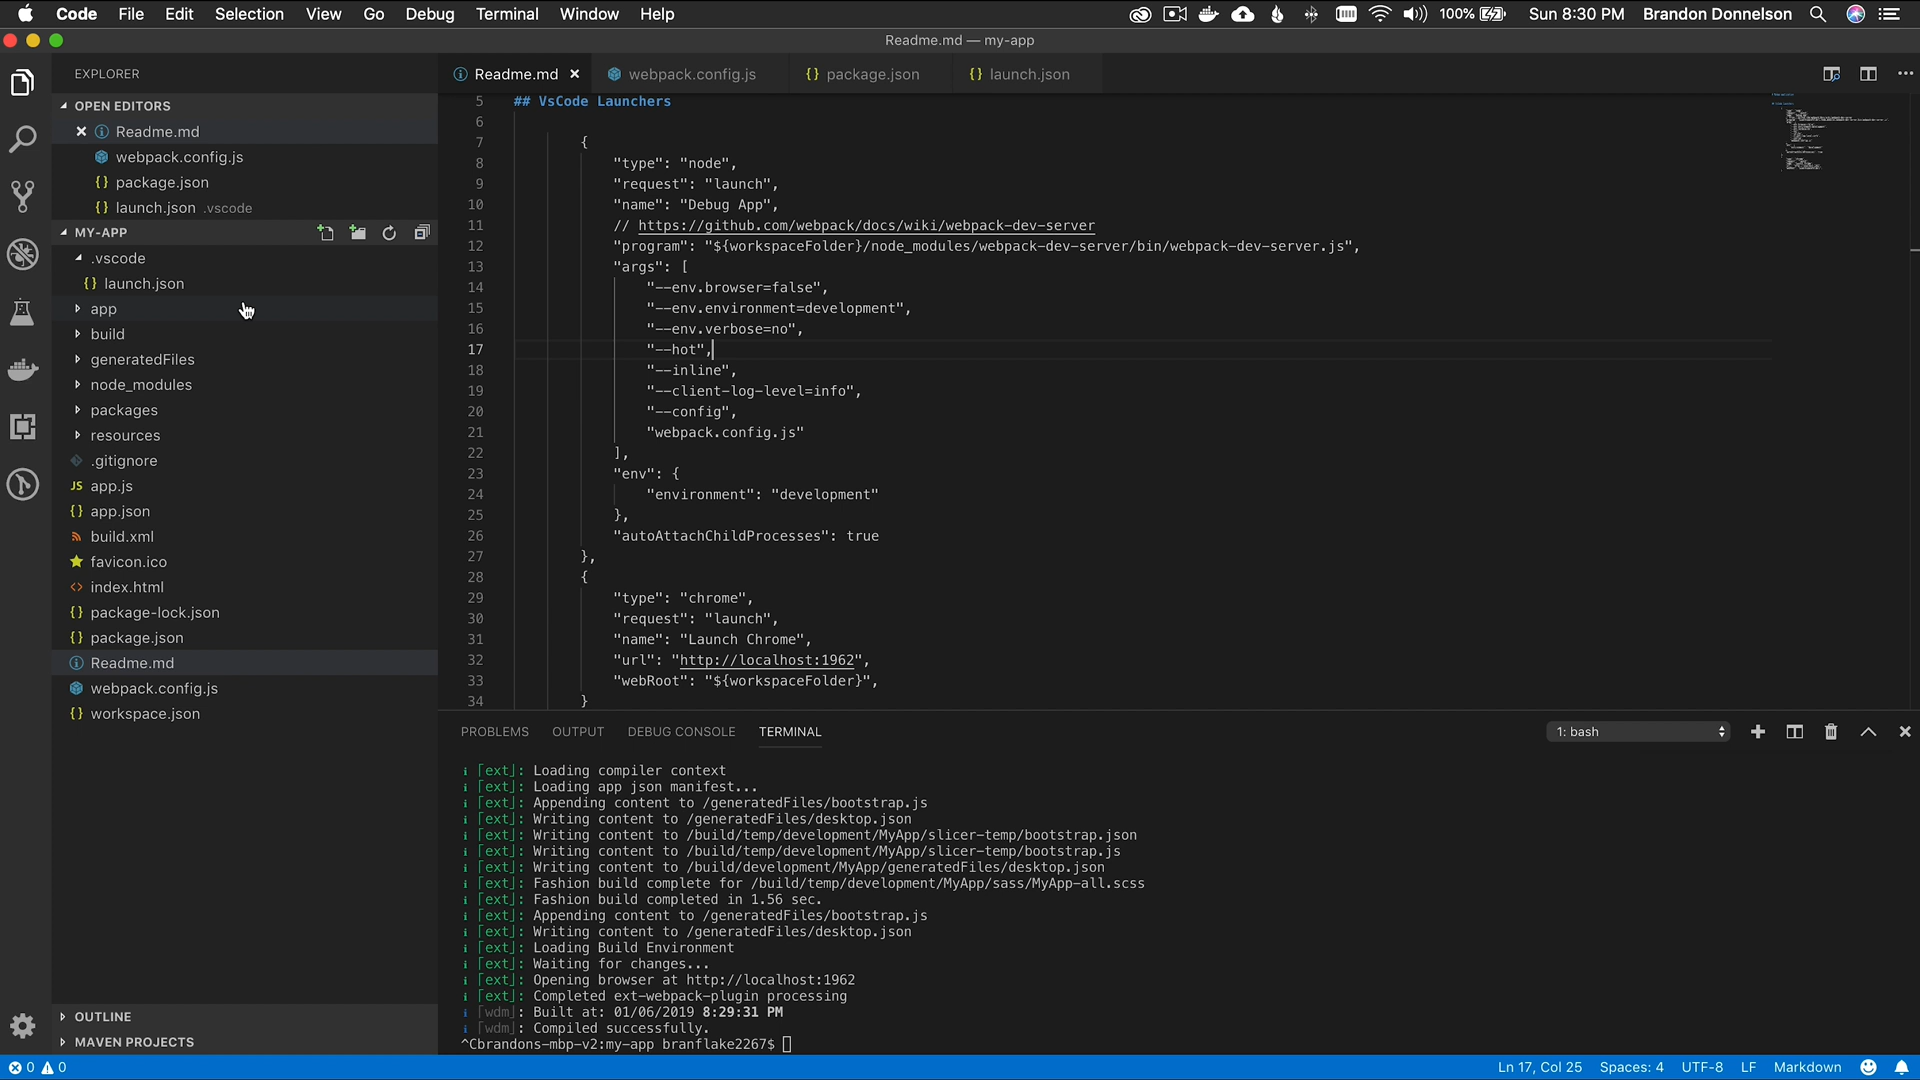 Code File Edit Selection View Go Debug Terminal Window Help 100% Sun 8:30 PM Brandon Donnelson
Readme.md — my-app
EXPLORER
OPEN EDITORS
Readme.md
webpack.config.js
package.json
launch.json .vscode
MY-APP
.vscode
launch.json
app
build
generatedFiles
node_modules
packages
resources
.gitignore
JS app.js
app.json
build.xml
favicon.ico
index.html
package-lock.json
package.json
Readme.md
webpack.config.js
workspace.json
OUTLINE
MAVEN PROJECTS
Readme.md webpack.config.js package.json launch.json
5 ## VsCode Launchers
6
7 {
8 "type": "node",
9 "request": "launch",
10 "name": "Debug App",
11 // https://github.com/webpack/docs/wiki/webpack-dev-server
12 "program": "${workspaceFolder}/node_modules/webpack-dev-server/bin/webpack-dev-server.js",
13 "args": [
14 "--env.browser=false",
15 "--env.environment=development",
16 "--env.verbose=no",
17 "--hot",
18 "--inline",
19 "--client-log-level=info",
20 "--config",
21 "webpack.config.js"
22 ],
23 "env": {
24 "environment": "development"
25 },
26 "autoAttachChildProcesses": true
27 },
28 {
29 "type": "chrome",
30 "request": "launch",
31 "name": "Launch Chrome",
32 "url": "http://localhost:1962",
33 "webRoot": "${workspaceFolder}",
34 }
PROBLEMS OUTPUT DEBUG CONSOLE TERMINAL 1: bash
i ⌈ext⌋: Loading compiler context
i ⌈ext⌋: Loading app json manifest...
i ⌈ext⌋: Appending content to /generatedFiles/bootstrap.js
i ⌈ext⌋: Writing content to /generatedFiles/desktop.json
i ⌈ext⌋: Writing content to /build/temp/development/MyApp/slicer-temp/bootstrap.json
i ⌈ext⌋: Writing content to /build/temp/development/MyApp/slicer-temp/bootstrap.js
i ⌈ext⌋: Writing content to /build/development/MyApp/generatedFiles/desktop.json
i ⌈ext⌋: Fashion build complete for /build/temp/development/MyApp/sass/MyApp-all.scss
i ⌈ext⌋: Fashion build completed in 1.56 sec.
i ⌈ext⌋: Appending content to /generatedFiles/bootstrap.js
i ⌈ext⌋: Writing content to /generatedFiles/desktop.json
i ⌈ext⌋: Loading Build Environment
i ⌈ext⌋: Waiting for changes...
i ⌈ext⌋: Opening browser at http://localhost:1962
i ⌈ext⌋: Completed ext-webpack-plugin processing
i ⌈wdm⌋: Built at: 01/06/2019 8:29:31 PM
i ⌈wdm⌋: Compiled successfully.
^Cbrandons-mbp-v2:my-app branflake2267$
0 0 Ln 17, Col 25 Spaces: 4 UTF-8 LF Markdown